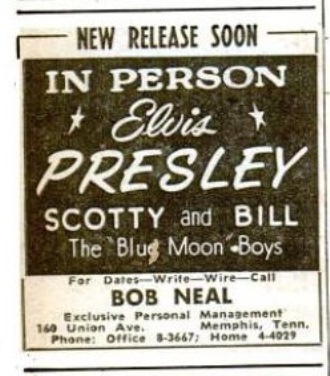 NEW RELEASE SOON
IN PERSON
Elvis
PRESLEY
SCOTTY and BILL
The "Blue Moon" Boys
For Dates—Write—Wire—Call
BOB NEAL
Exclusive Personal Management
160 Union Ave. Memphis, Tenn.
Phone: Office 8-3667; Home 4-4029